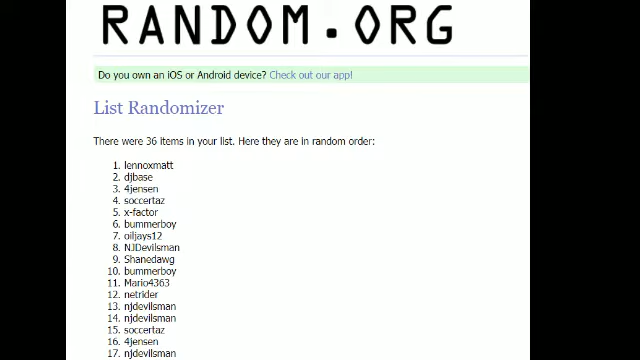 RANDOM.ORG
Do you own an iOS or Android device? Check out our app!
List Randomizer
There were 36 items in your list. Here they are in random order:
1. lennoxmatt
2. djbase
3. 4jensen
4. soccertaz
5. x-factor
6. bummerboy
7. oiljays12
8. NJDevilsman
9. Shanedawg
10. bummerboy
11. Mario4363
12. netrider
13. njdevilsman
14. njdevilsman
15. soccertaz
16. 4jensen
17. njdevilsman